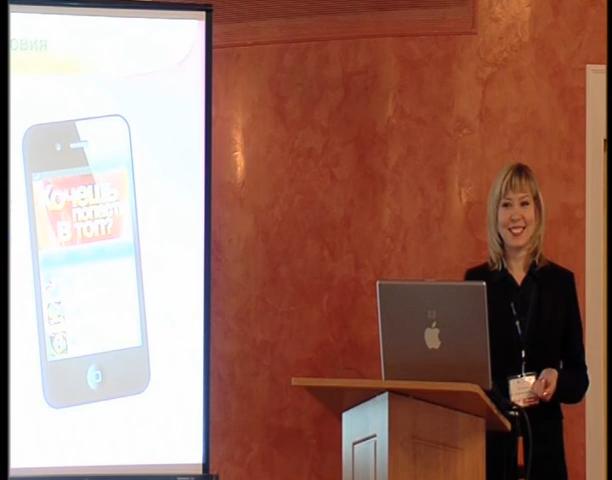 овия
Хочешь
попасть
в топ?